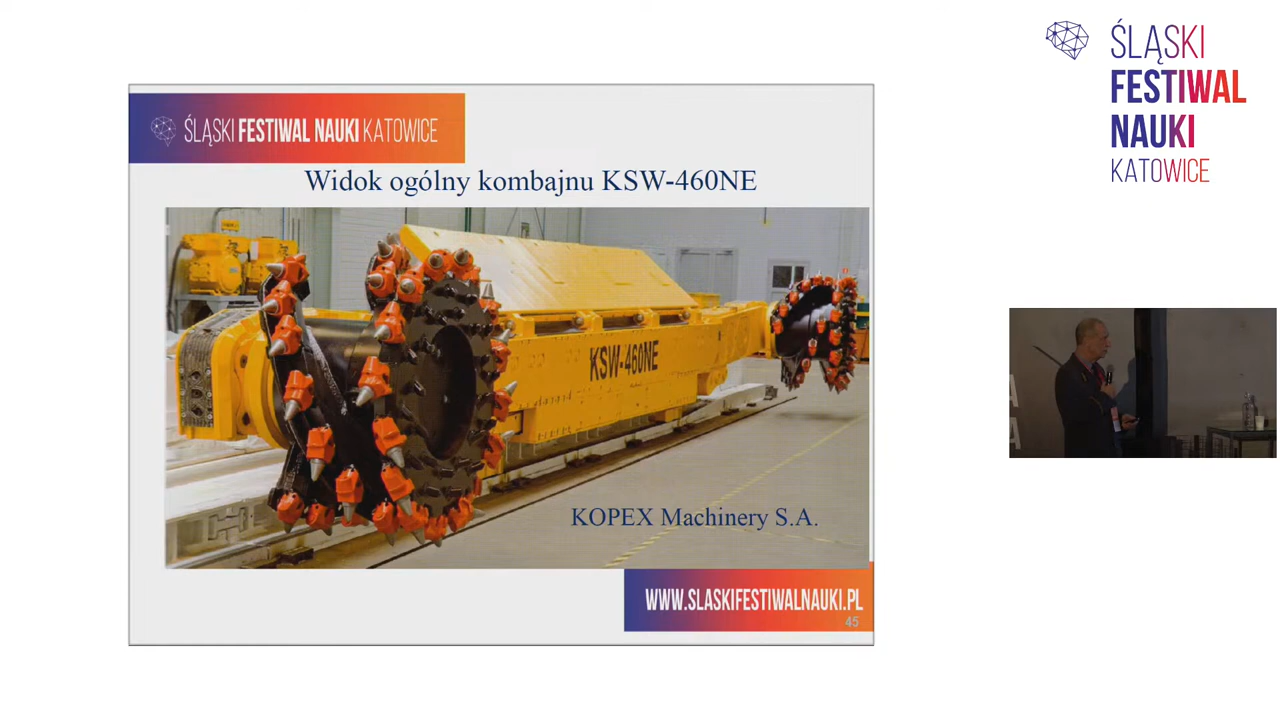 ŚLĄSKI FESTIWAL NAUKI KATOWICE
Widok ogólny kombajnu KSW-460NE
KSW-460NE
KOPEX Machinery S.A.
WWW.SLASKIFESTIWALNAUKI.PL
45
ŚLĄSKI
FESTIWAL
NAUKI
KATOWICE
A
A